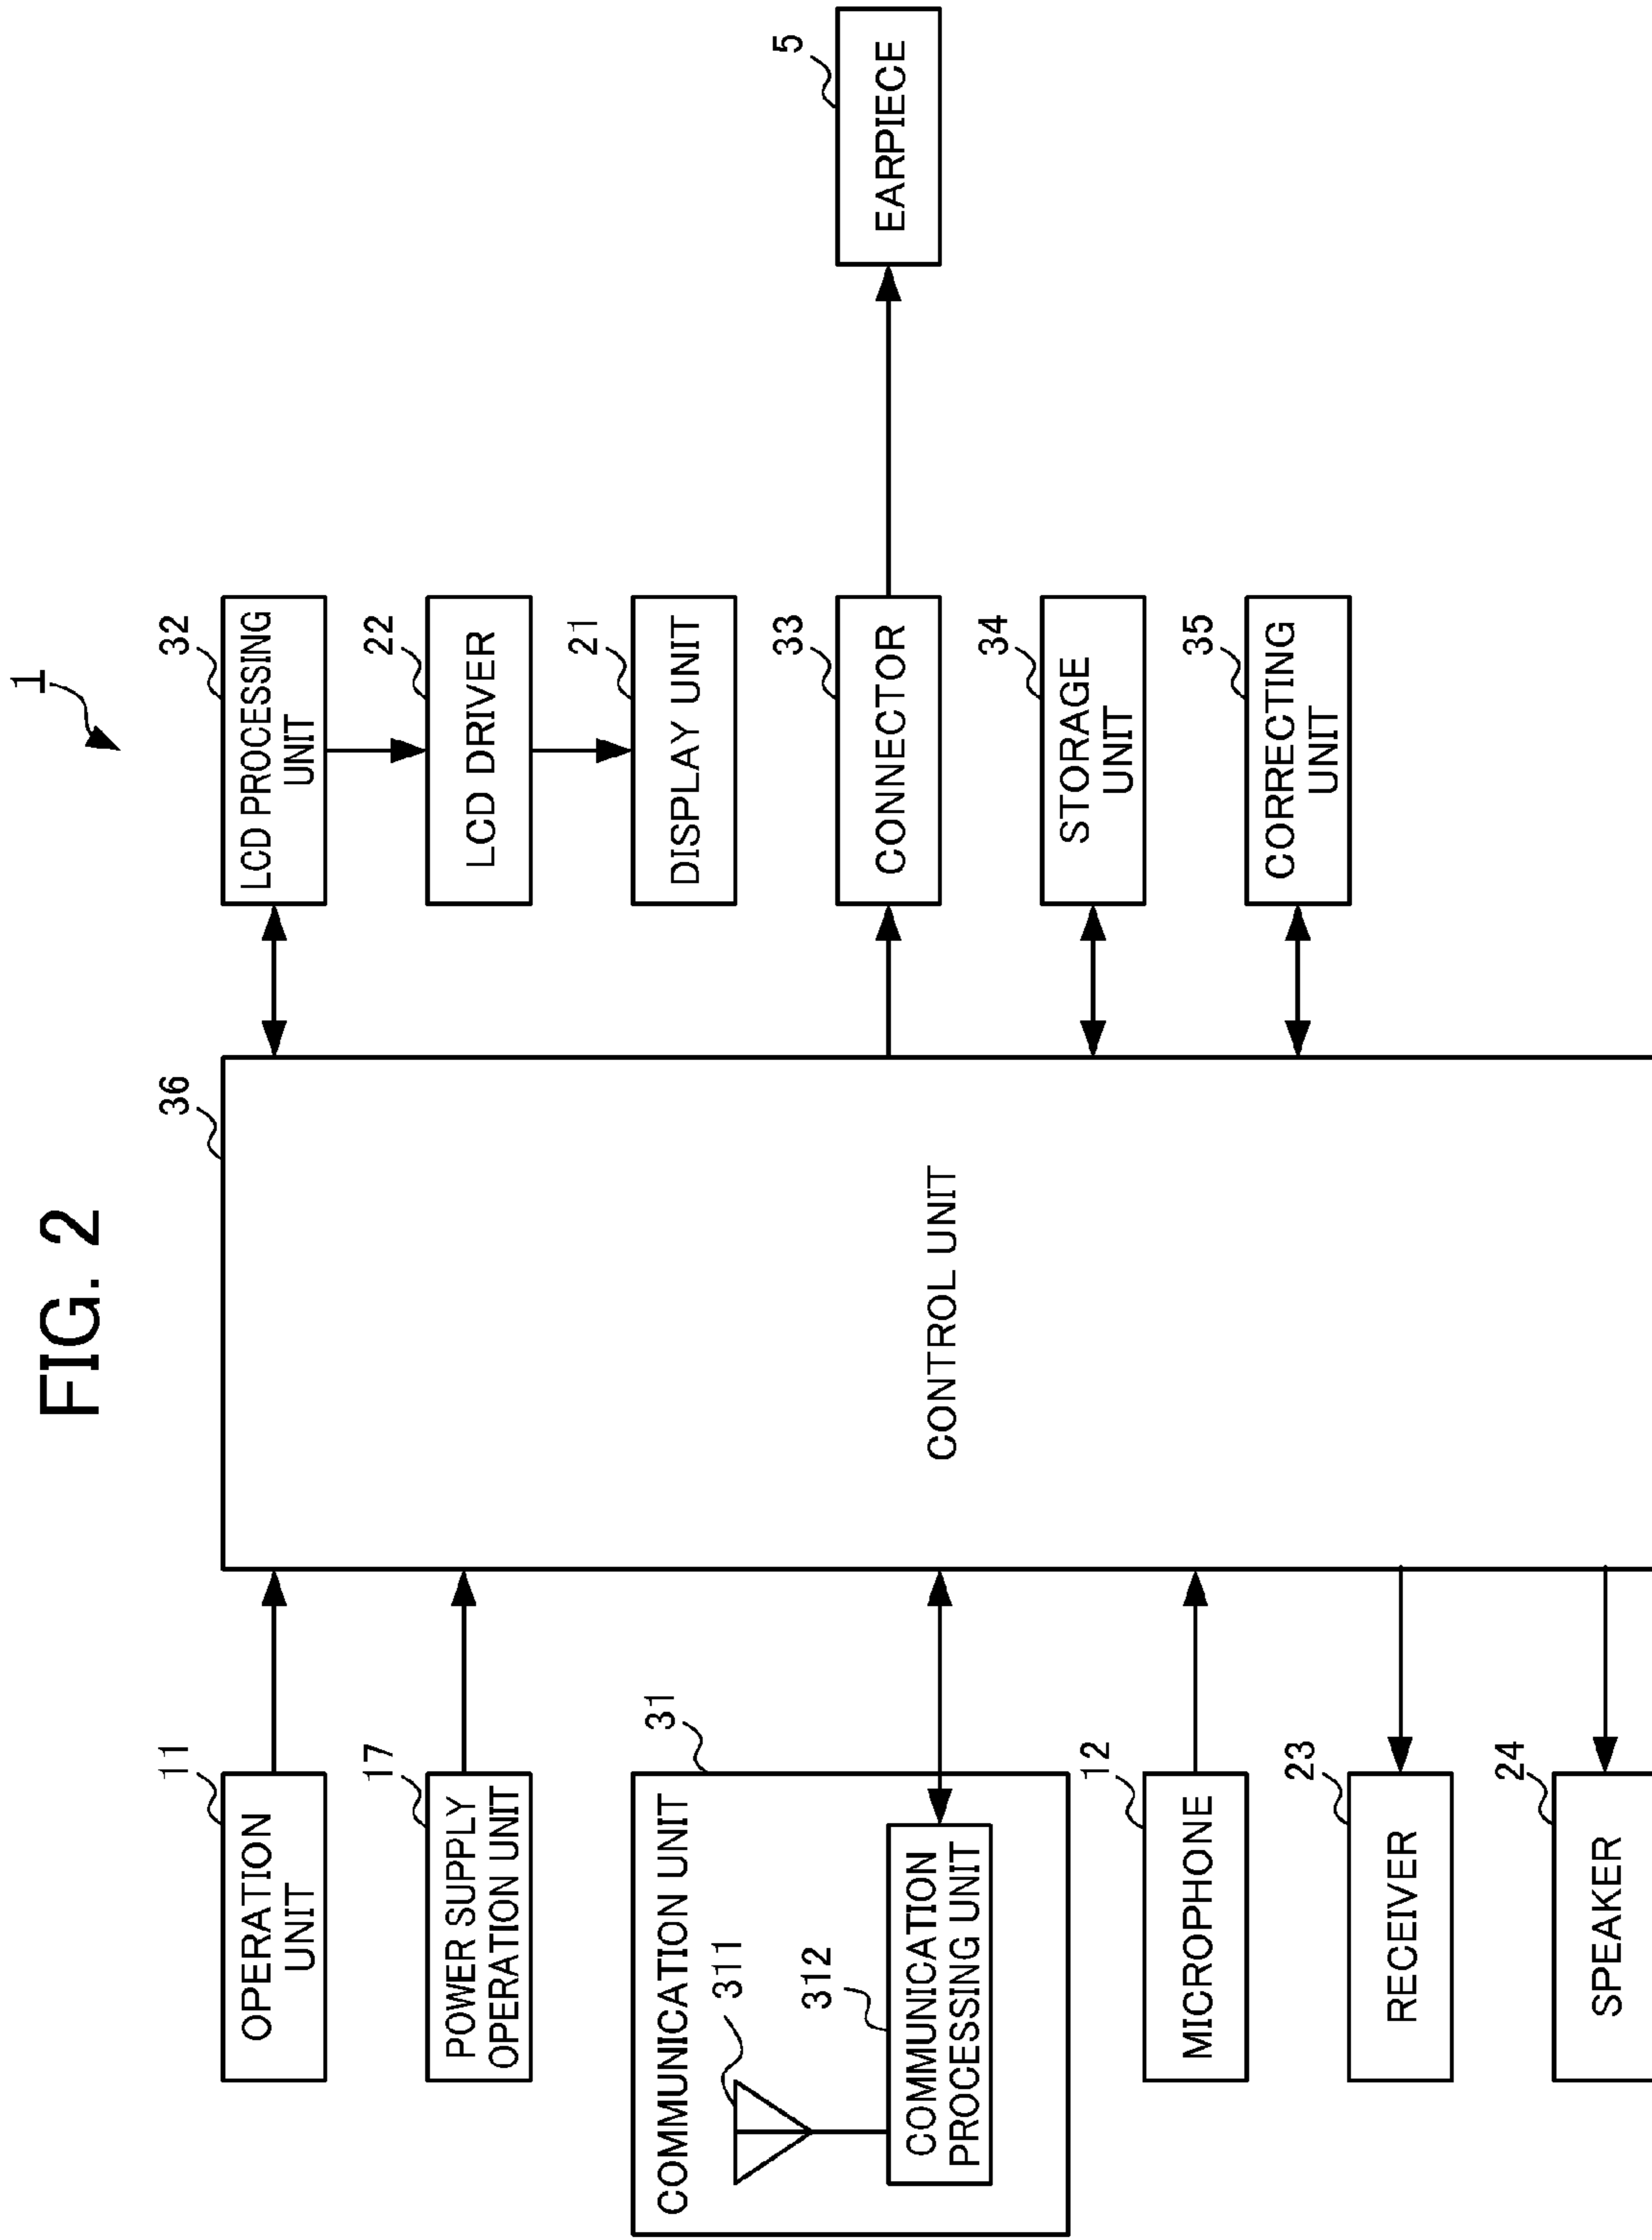 FIG. 2
1
11
OPERATION
UNIT
17
POWER SUPPLY
OPERATION UNIT
31
COMMUNICATION UNIT
311
312
COMMUNICATION
PROCESSING UNIT
12
MICROPHONE
23
RECEIVER
24
SPEAKER
36
CONTROL UNIT
32
LCD PROCESSING
UNIT
22
LCD DRIVER
21
DISPLAY UNIT
33
CONNECTOR
34
STORAGE
UNIT
35
CORRECTING
UNIT
5
EARPIECE